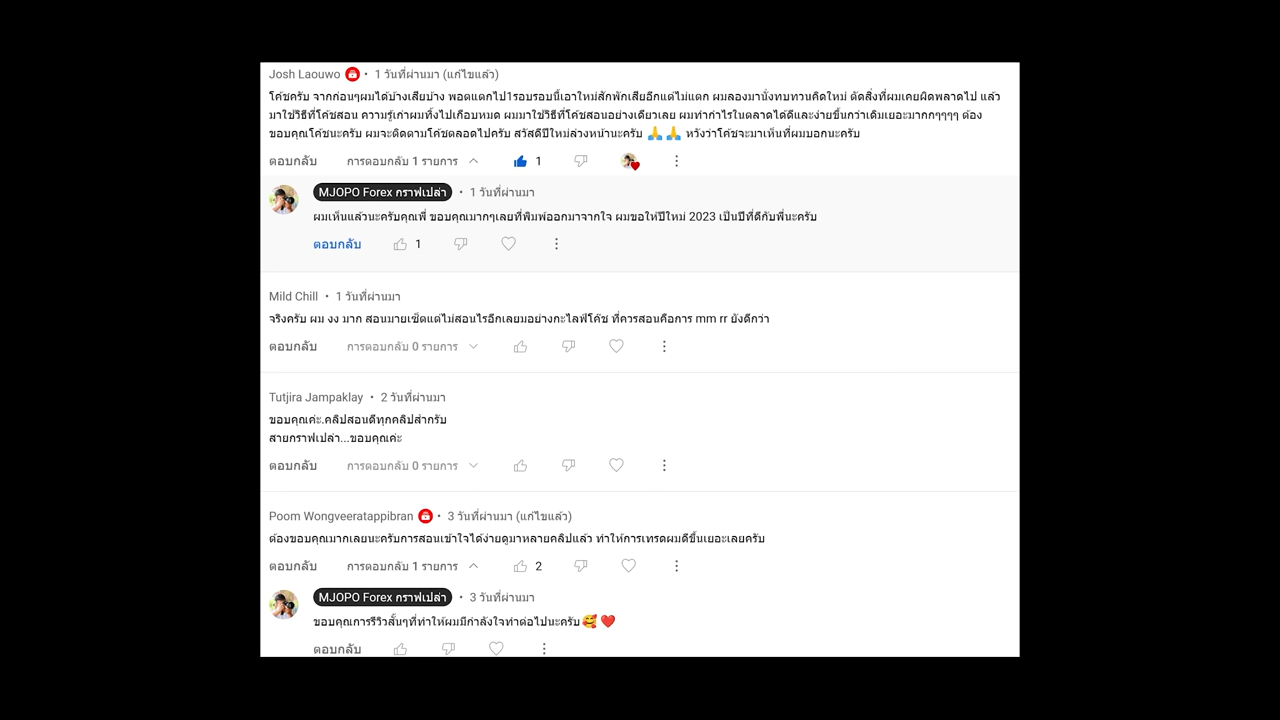 Josh Laouwo • 1 วันที่ผ่านมา (แก้ไขแล้ว)
โค้ชครับ จากก่อนๆผมได้บ้างเสียบ้าง พอตแตกไป1รอบรอบนี้เอาใหม่สักพักเสียอีกแต่ไม่แตก ผมลองมานั่งทบทวนคิดใหม่ ตัดสิ่งที่ผมเคยผิดพลาดไป แล้ว
มาใช้วิธีที่โค้ชสอน ความรู้เก่าผมทิ้งไปเกือบหมด ผมมาใช้วิธีที่โค้ชสอนอย่างเดียวเลย ผมทำกำไรในตลาดได้ดีและง่ายขึ้นกว่าเดิมเยอะมากกๆๆๆๆ ต้อง
ขอบคุณโค้ชนะครับ ผมจะติดตามโค้ชตลอดไปครับ สวัสดีปีใหม่ล่วงหน้านะครับ 🙏 🙏 หวังว่าโค้ชจะมาเห็นที่ผมบอกนะครับ
ตอบกลับ การตอบกลับ 1 รายการ 1
MJOPO Forex กราฟเปล่า • 1 วันที่ผ่านมา
ผมเห็นแล้วนะครับคุณพี่ ขอบคุณมากๆเลยที่พิมพ์ออกมาจากใจ ผมขอให้ปีใหม่ 2023 เป็นปีที่ดีกับพี่นะครับ
ตอบกลับ 1
Mild Chill • 1 วันที่ผ่านมา
จริงครับ ผม งง มาก สอนมายเซ็ตแต่ไม่สอนไรอีกเลยมอย่างกะไลฟ์โค้ช ที่ควรสอนคือการ mm rr ยังดีกว่า
ตอบกลับ การตอบกลับ 0 รายการ
Tutjira Jampaklay • 2 วันที่ผ่านมา
ขอบคุณค่ะ.คลิปสอนดีทุกคลิปสำกรับ
สายกราฟเปล่า...ขอบคุณค่ะ
ตอบกลับ การตอบกลับ 0 รายการ
Poom Wongveeratappibran • 3 วันที่ผ่านมา (แก้ไขแล้ว)
ต้องขอบคุณมากเลยนะครับการสอนเข้าใจได้ง่ายดูมาหลายคลิปแล้ว ทำให้การเทรดผมดีขึ้นเยอะเลยครับ
ตอบกลับ การตอบกลับ 1 รายการ 2
MJOPO Forex กราฟเปล่า • 3 วันที่ผ่านมา
ขอบคุณการรีวิวสั้นๆที่ทำให้ผมมีกำลังใจทำต่อไปนะครับ🥰 ❤️
ตอบกลับ